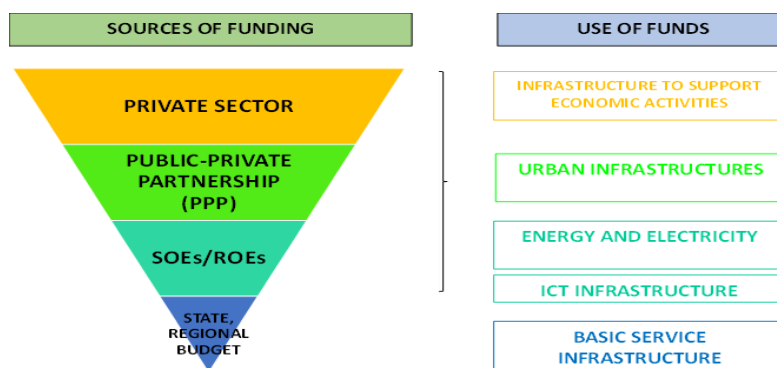 SOURCES OF FUNDING
USE OF FUNDS
PRIVATE SECTOR
PUBLIC-PRIVATE
PARTNERSHIP
(PPP)
SOEs/ROEs
STATE,
REGIONAL
BUDGET
INFRASTRUCTURE TO SUPPORT
ECONOMIC ACTIVITIES
URBAN INFRASTRUCTURES
ENERGY AND ELECTRICITY
ICT INFRASTRUCTURE
BASIC SERVICE
INFRASTRUCTURE